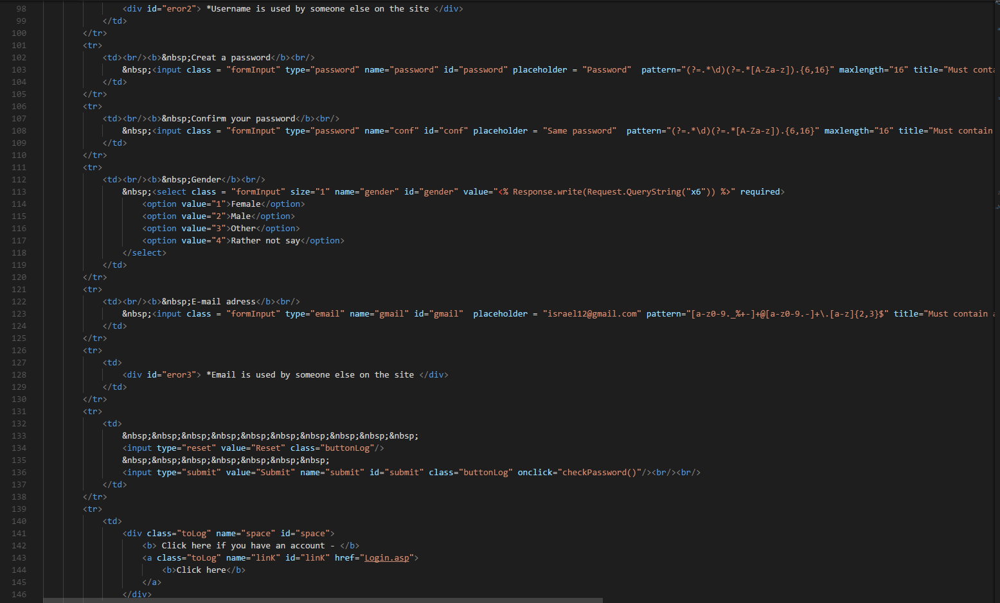 98 <div id="eror2"> *Username is used by someone else on the site </div>
99 </td>
100 </tr>
101 <tr>
102 <td><br/><b>&nbsp;Creat a password</b><br/>
103 &nbsp;<input class = "formInput" type="password" name="password" id="password" placeholder = "Password"  pattern="(?=.*\d)(?=.*[A-Za-z]).{6,16}" maxlength="16" title="Must conta
104 </td>
105 </tr>
106 <tr>
107 <td><br/><b>&nbsp;Confirm your password</b><br/>
108 &nbsp;<input class = "formInput" type="password" name="conf" id="conf" placeholder = "Same password"  pattern="(?=.*\d)(?=.*[A-Za-z]).{6,16}" maxlength="16" title="Must contain
109 </td>
110 </tr>
111 <tr>
112 <td><br/><b>&nbsp;Gender</b><br/>
113 &nbsp;<select class = "formInput" size="1" name="gender" id="gender" value="<% Response.write(Request.QueryString("x6")) %>" required>
114 <option value="1">Female</option>
115 <option value="2">Male</option>
116 <option value="3">Other</option>
117 <option value="4">Rather not say</option>
118 </select>
119 </td>
120 </tr>
121 <tr>
122 <td><br/><b>&nbsp;E-mail adress</b><br/>
123 &nbsp;<input class = "formInput" type="email" name="gmail" id="gmail"  placeholder = "israel12@gmail.com" pattern="[a-z0-9._%+-]+@[a-z0-9.-]+\.[a-z]{2,3}$" title="Must contain a
124 </td>
125 </tr>
126 <tr>
127 <td>
128 <div id="eror3"> *Email is used by someone else on the site </div>
129 </td>
130 </tr>
131 <tr>
132 <td>
133 &nbsp;&nbsp;&nbsp;&nbsp;&nbsp;&nbsp;&nbsp;&nbsp;&nbsp;&nbsp;
134 <input type="reset" value="Reset" class="buttonLog"/>
135 &nbsp;&nbsp;&nbsp;&nbsp;&nbsp;&nbsp;&nbsp;
136 <input type="submit" value="Submit" name="submit" id="submit" class="buttonLog" onclick="checkPassword()"/><br/><br/>
137 </td>
138 </tr>
139 <tr>
140 <td>
141 <div class="toLog" name="space" id="space">
142 <b> Click here if you have an account - </b>
143 <a class="toLog" name="linK" id="linK" href="Login.asp">
144 <b>Click here</b>
145 </a>
146 </div>